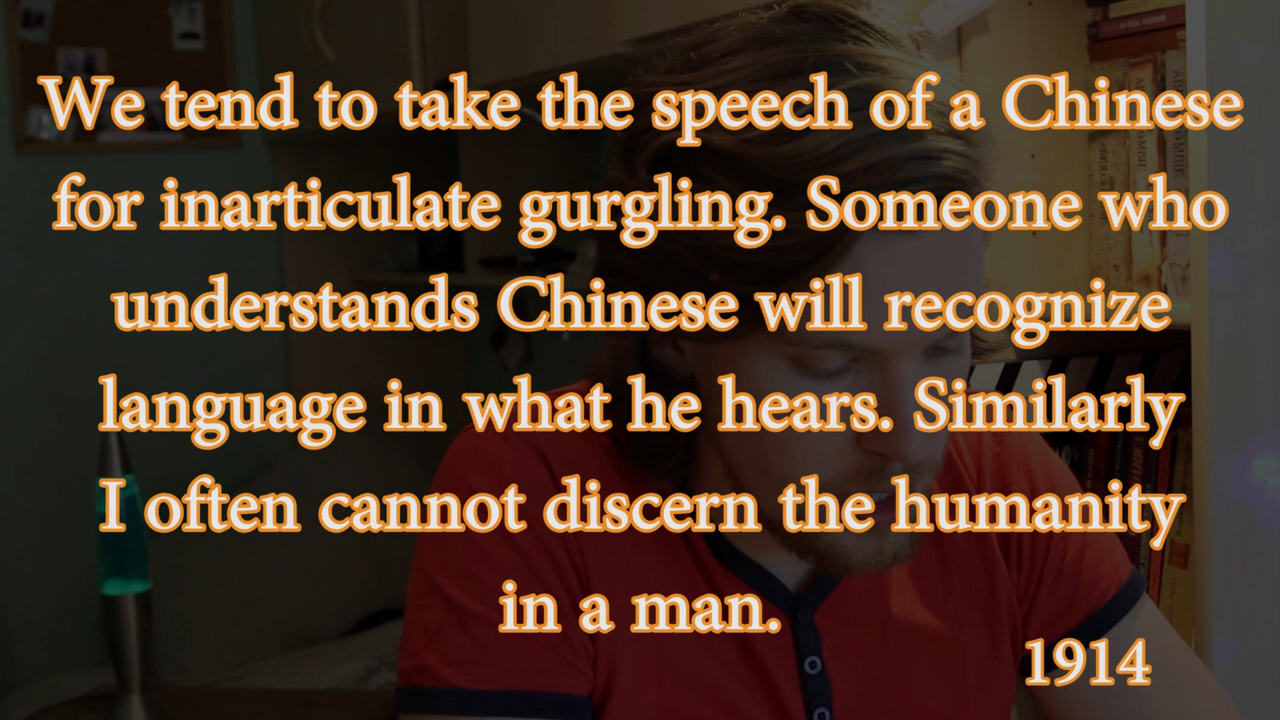 We tend to take the speech of a Chinese
for inarticulate gurgling. Someone who
understands Chinese will recognize
language in what he hears. Similarly
I often cannot discern the humanity
in a man.
1914